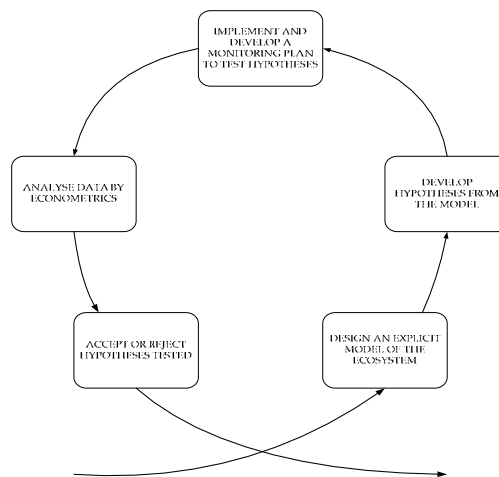 IMPLEMENT AND
DEVELOP A
MONITORING PLAN
TO TEST HYPOTHESES
ANALYSE DATA BY
ECONOMETRICS
DEVELOP
HYPOTHESES FROM
THE MODEL
ACCEPT OR REJECT
HYPOTHESES TESTED
DESIGN AN EXPLICIT
MODEL OF THE
ECOSYSTEM